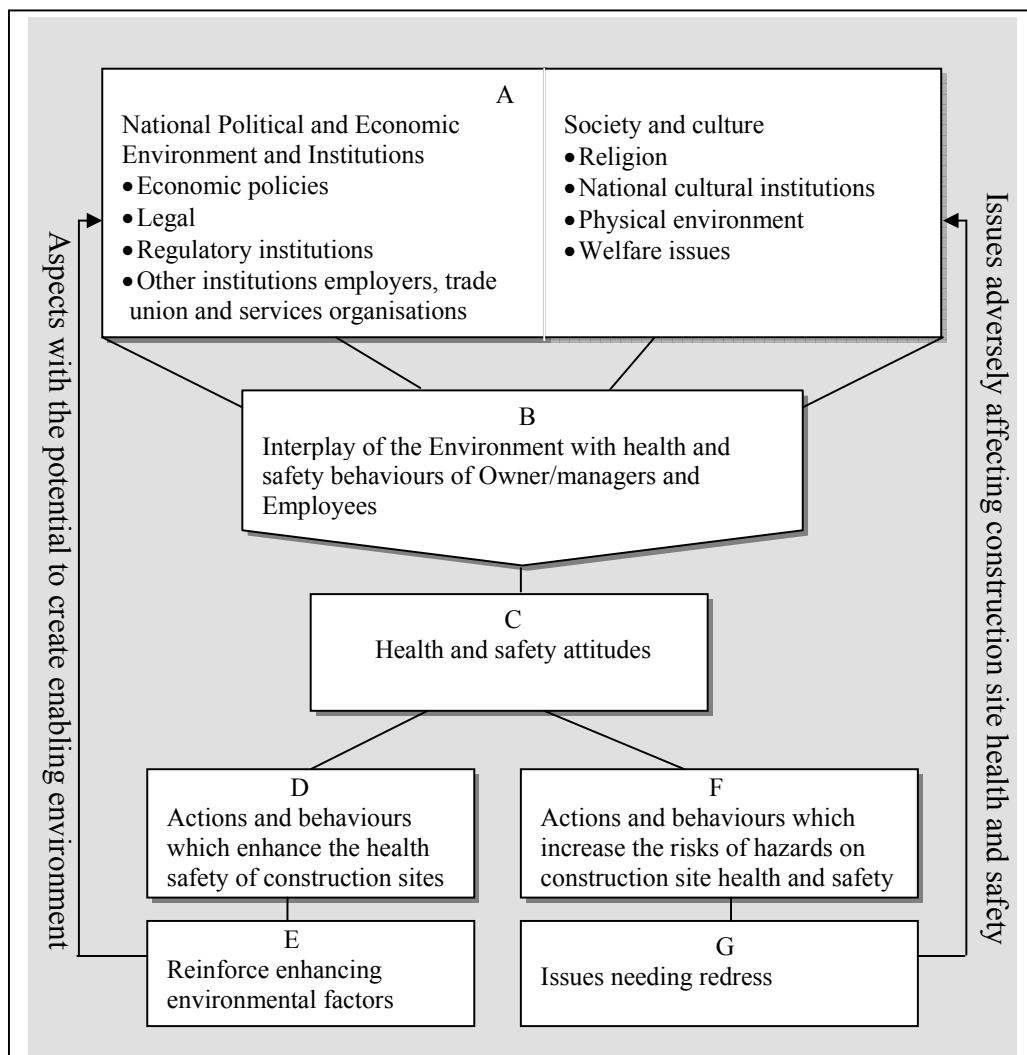 A
National Political and Economic
Environment and Institutions
•Economic policies
•Legal
•Regulatory institutions
•Other institutions employers, trade
union and services organisations
Society and culture
•Religion
•National cultural institutions
•Physical environment
•Welfare issues
Aspects with the potential to create enabling environment
Issues adversely affecting construction site health and safety
B
Interplay of the Environment with health and
safety behaviours of Owner/managers and
Employees
C
Health and safety attitudes
D
Actions and behaviours
which enhance the health
safety of construction sites
F
Actions and behaviours which
increase the risks of hazards on
construction site health and safety
E
Reinforce enhancing
environmental factors
G
Issues needing redress